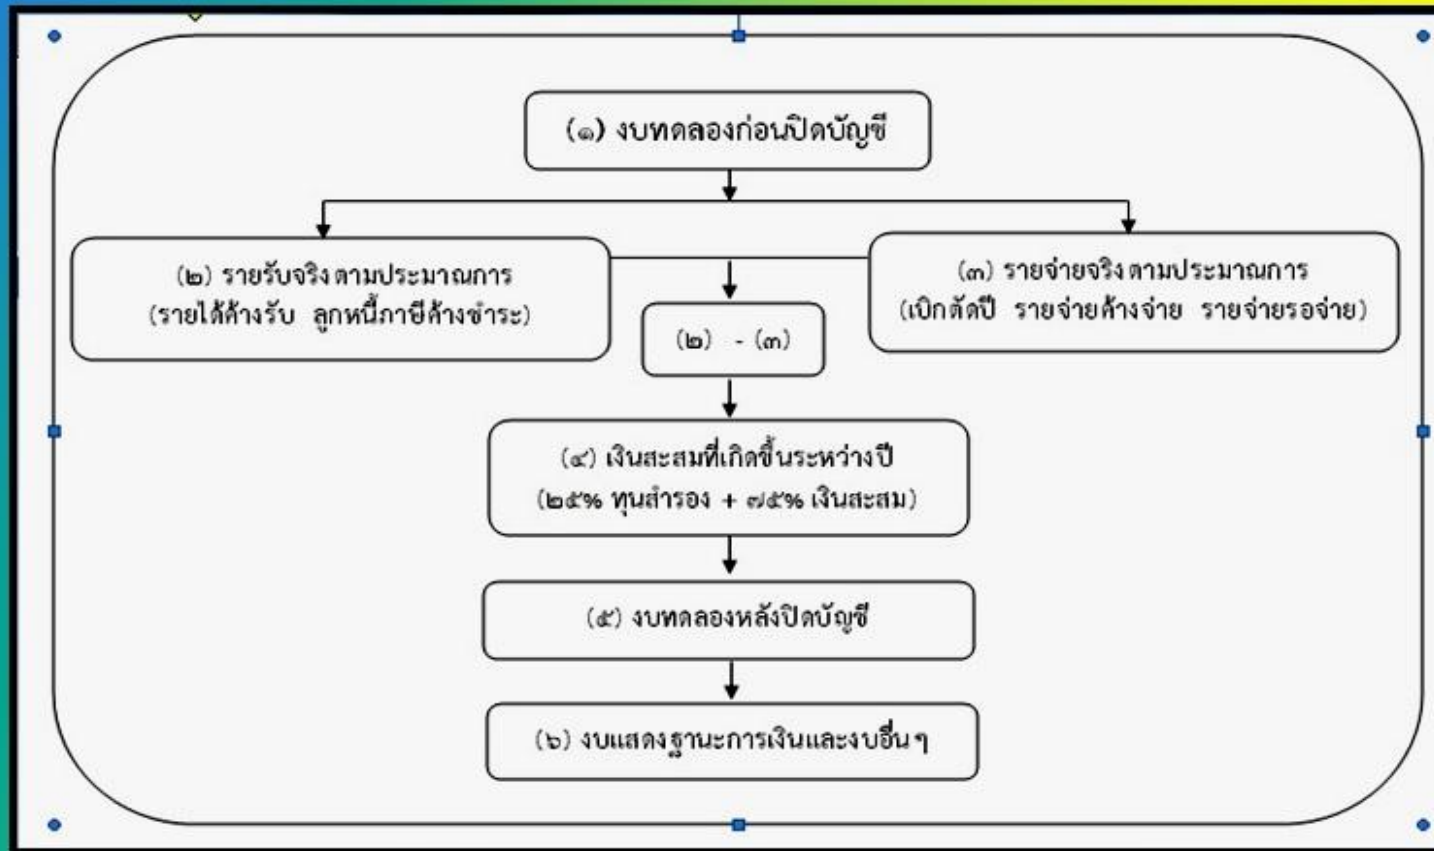 (๑) งบทดลองก่อนปิดบัญชี
(๒) รายรับจริงตามประมาณการ
(รายได้ค้างรับ ลูกหนี้ภาษีค้างชำระ)
(๓) รายจ่ายจริงตามประมาณการ
(เบิกตัดปี รายจ่ายค้างจ่าย รายจ่ายรอจ่าย)
(๒) - (๓)
(๔) เงินสะสมที่เกิดขึ้นระหว่างปี
(๒๕% ทุนสำรอง + ๗๕% เงินสะสม)
(๕) งบทดลองหลังปิดบัญชี
(๖) งบแสดงฐานะการเงินและงบอื่นๆ